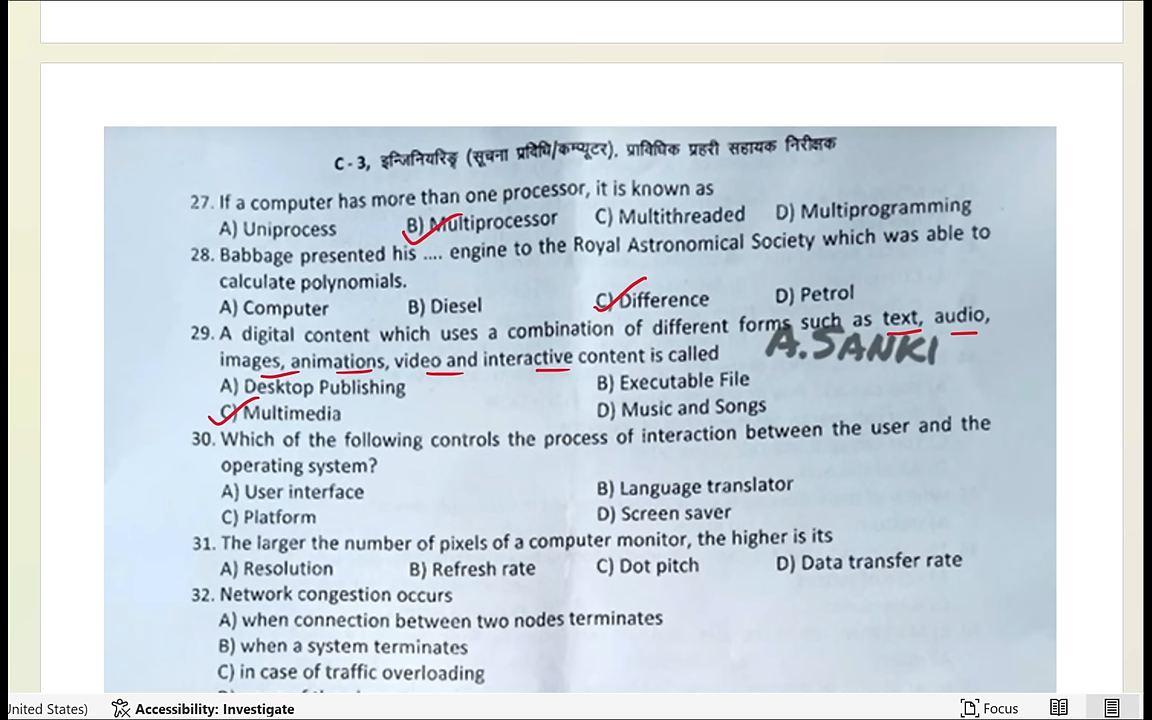 C - 3, इन्जिनियरिङ्ग (सूचना प्रविधि/कम्प्यूटर), प्राविधिक प्रहरी सहायक निरीक्षक
27. If a computer has more than one processor, it is known as
A) Uniprocess B) Multiprocessor C) Multithreaded D) Multiprogramming
28. Babbage presented his .... engine to the Royal Astronomical Society which was able to
calculate polynomials.
A) Computer B) Diesel C) Difference D) Petrol
29. A digital content which uses a combination of different forms such as text, audio,
images, animations, video and interactive content is called
A.SANKI
A) Desktop Publishing B) Executable File
C) Multimedia D) Music and Songs
30. Which of the following controls the process of interaction between the user and the
operating system?
A) User interface B) Language translator
C) Platform D) Screen saver
31. The larger the number of pixels of a computer monitor, the higher is its
A) Resolution B) Refresh rate C) Dot pitch D) Data transfer rate
32. Network congestion occurs
A) when connection between two nodes terminates
B) when a system terminates
C) in case of traffic overloading
United States) Accessibility: Investigate Focus